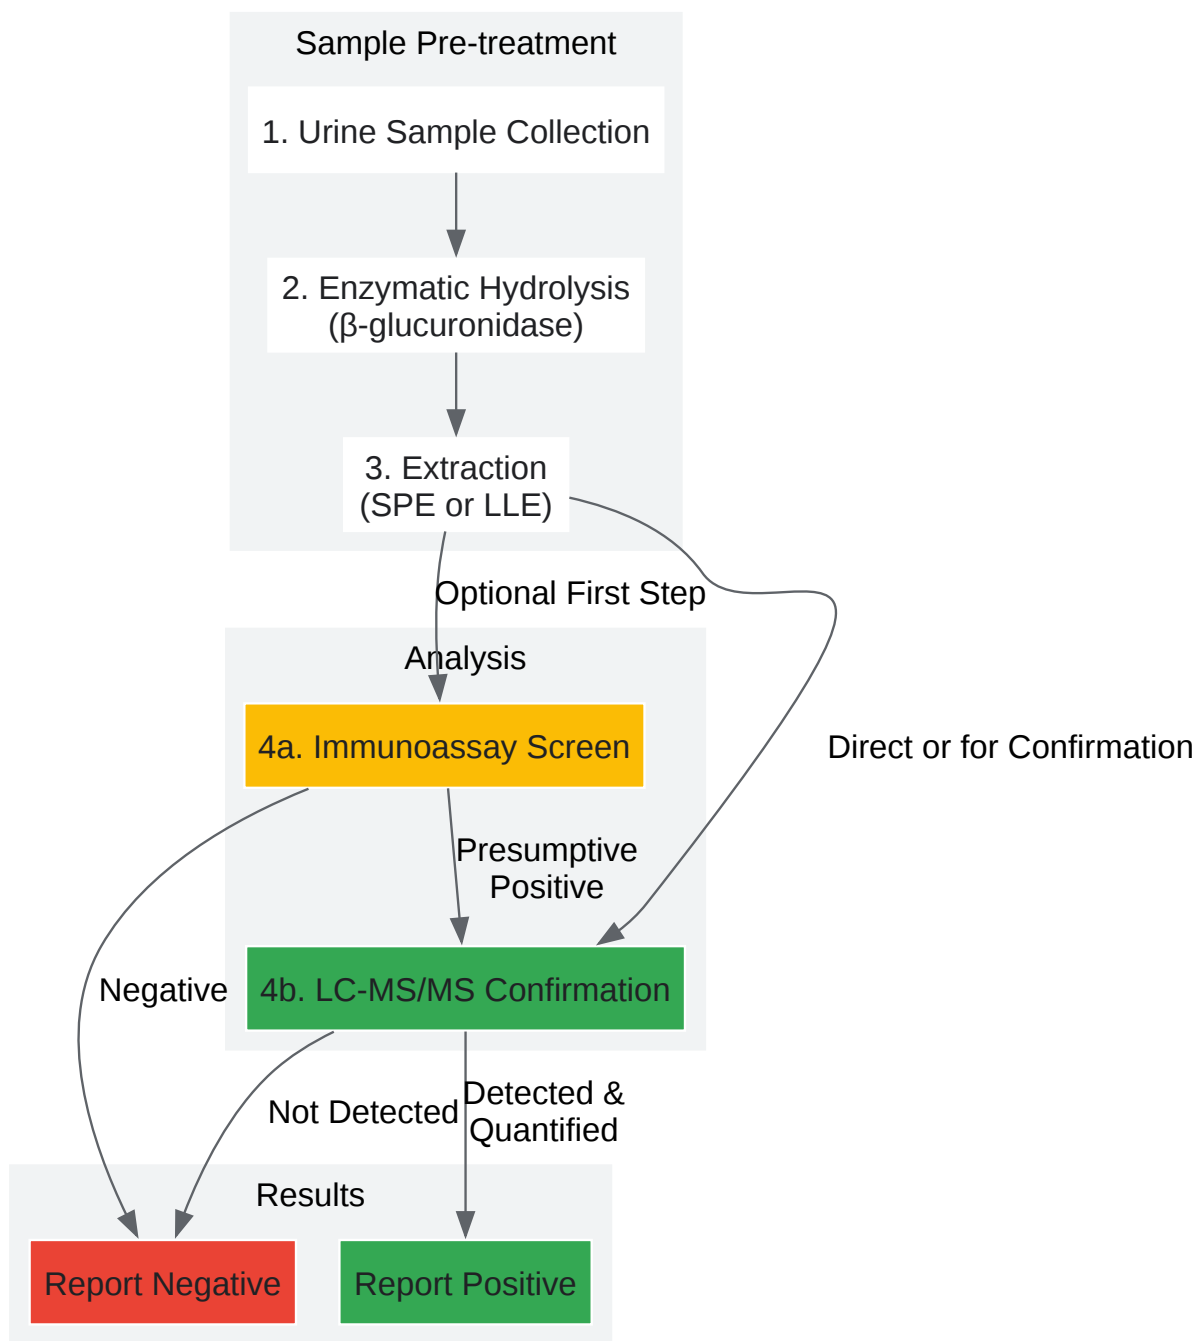 Sample Pre-treatment
1. Urine Sample Collection
2. Enzymatic Hydrolysis
(β-glucuronidase)
3. Extraction
(SPE or LLE)
Optional First Step
Analysis
4a. Immunoassay Screen
Direct or for Confirmation
Presumptive
Positive
Negative
4b. LC-MS/MS Confirmation
Not Detected
Detected &
Quantified
Results
Report Negative
Report Positive